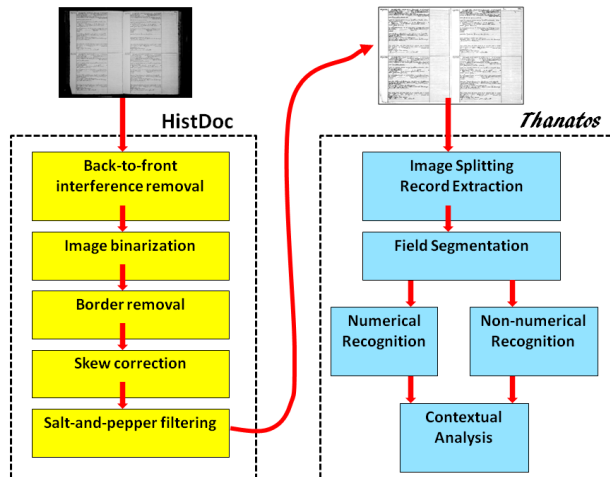 HistDoc
Back-to-front
interference removal
Image binarization
Border removal
Skew correction
Salt-and-pepper filtering
Thanatos
Image Splitting
Record Extraction
Field Segmentation
Numerical
Recognition
Non-numerical
Recognition
Contextual
Analysis